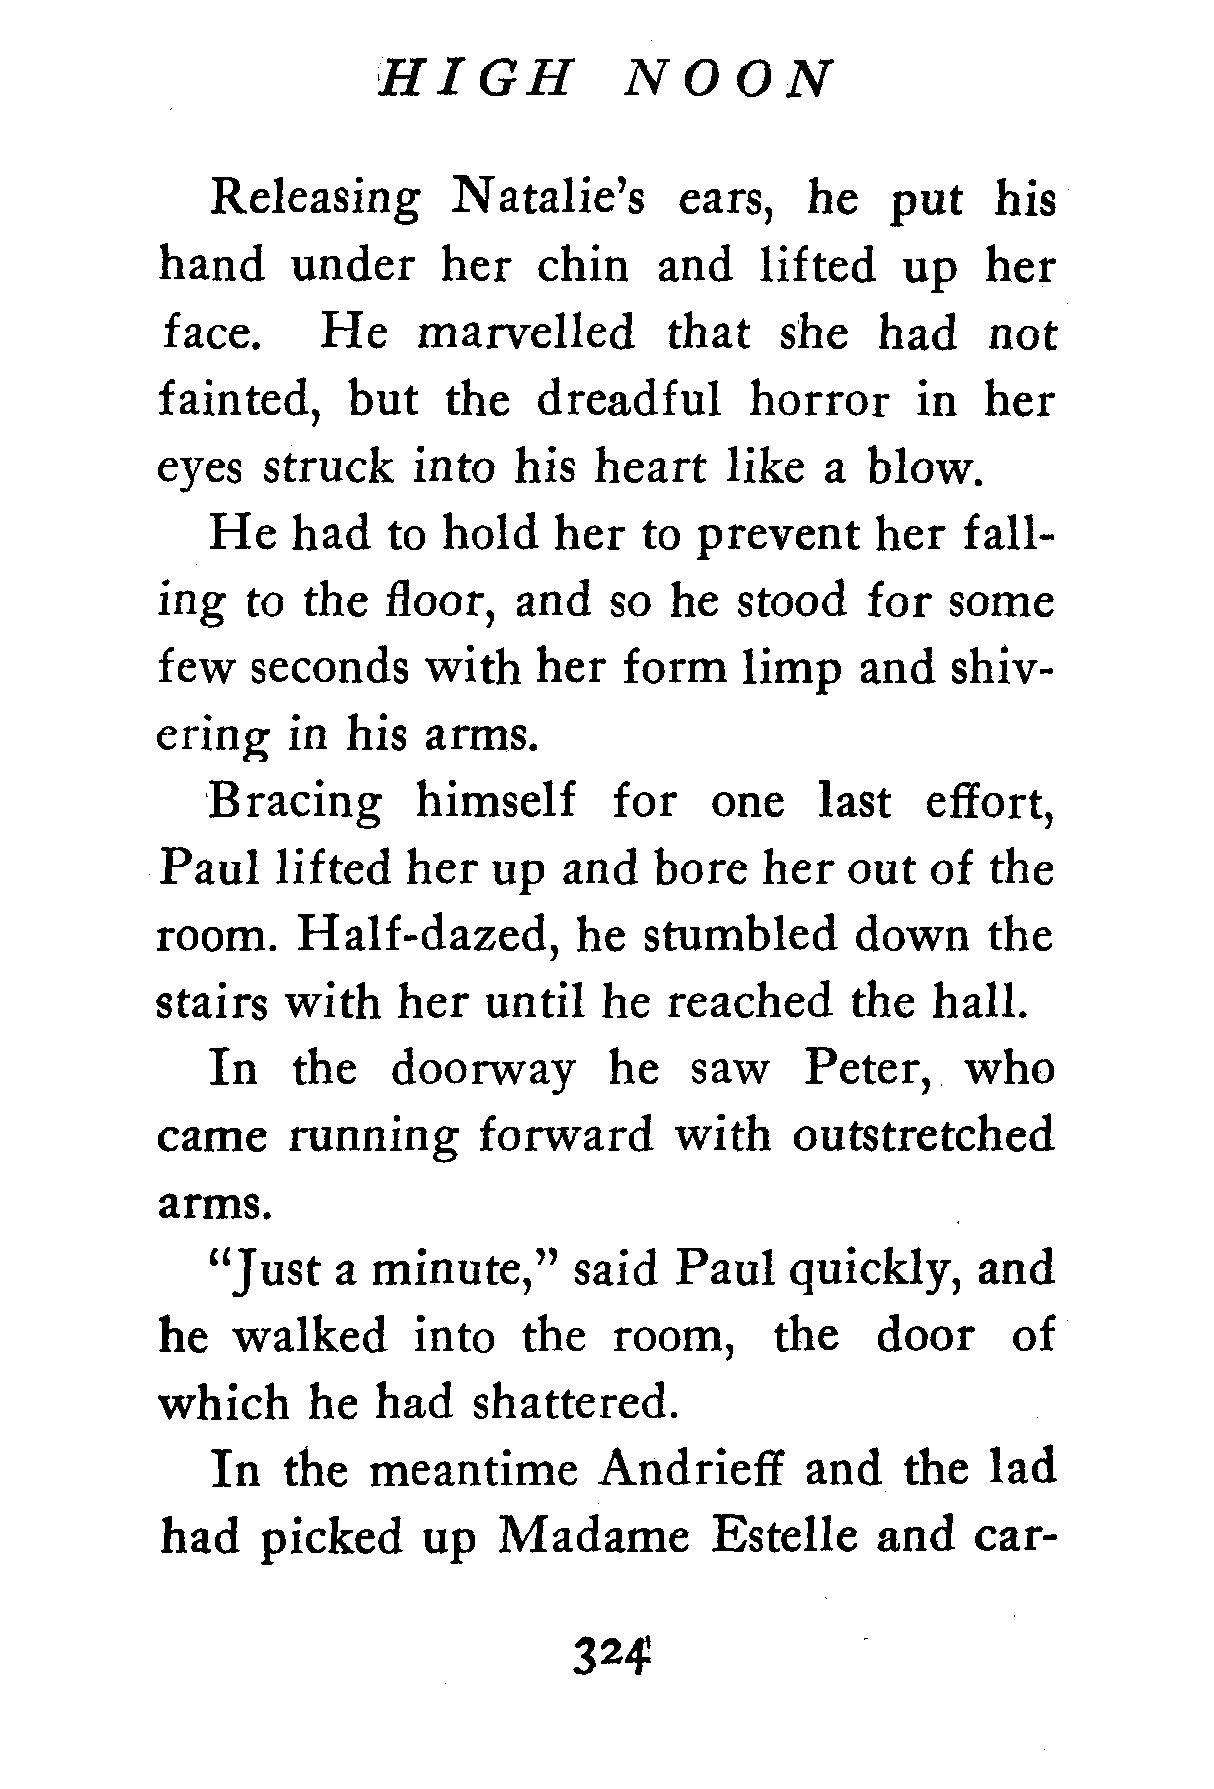 HIGH NOON
Releasing Natalie's ears, he put his
hand under her chin and lifted up her
face. He marvelled that she had not
fainted, but the dreadful horror in her
eyes struck into his heart like a blow.
He had to hold her to prevent her fall-
ing to the floor, and so he stood for some
few seconds with her form limp and shiv-
ering in his arms.
Bracing himself for one last effort,
Paul lifted her up and bore her out of the
room. Half-dazed, he stumbled down the
stairs with her until he reached the hall.
In the doorway he saw Peter, who
came running forward with outstretched
arms.
"Just a minute," said Paul quickly, and
he walked into the room, the door of
which he had shattered.
In the meantime Andrieff and the lad
had picked up Madame Estelle and car-
324